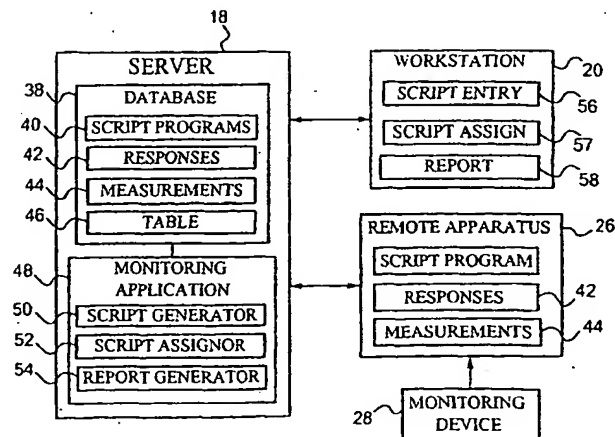 18
SERVER
38
DATABASE
40
SCRIPT PROGRAMS
42
RESPONSES
44
MEASUREMENTS
46
TABLE
48
MONITORING
APPLICATION
50
SCRIPT GENERATOR
52
SCRIPT ASSIGNOR
54
REPORT GENERATOR
WORKSTATION
20
SCRIPT ENTRY
56
SCRIPT ASSIGN
57
REPORT
58
REMOTE APPARATUS
26
SCRIPT PROGRAM
RESPONSES
42
MEASUREMENTS
44
28
MONITORING
DEVICE